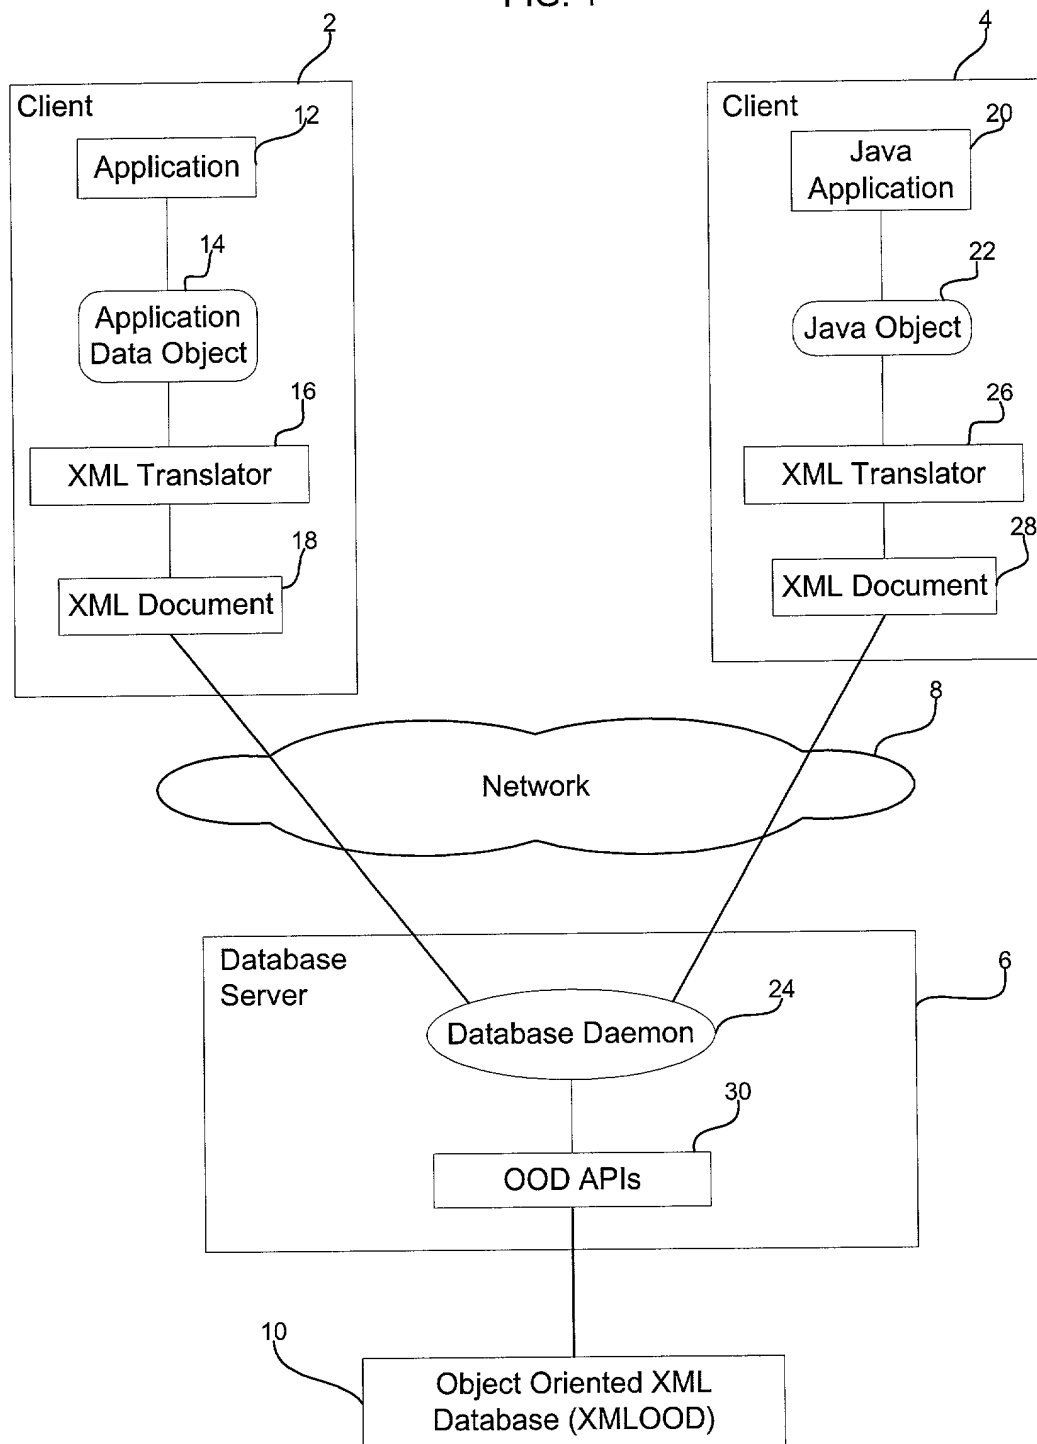 2
4
Client
12
Application
14
Application
Data Object
16
XML Translator
18
XML Document
Client
20
Java
Application
22
Java Object
26
XML Translator
28
XML Document
8
Network
Database
Server
6
24
Database Daemon
30
OOD APIs
10
Object Oriented XML
Database (XMLOOD)